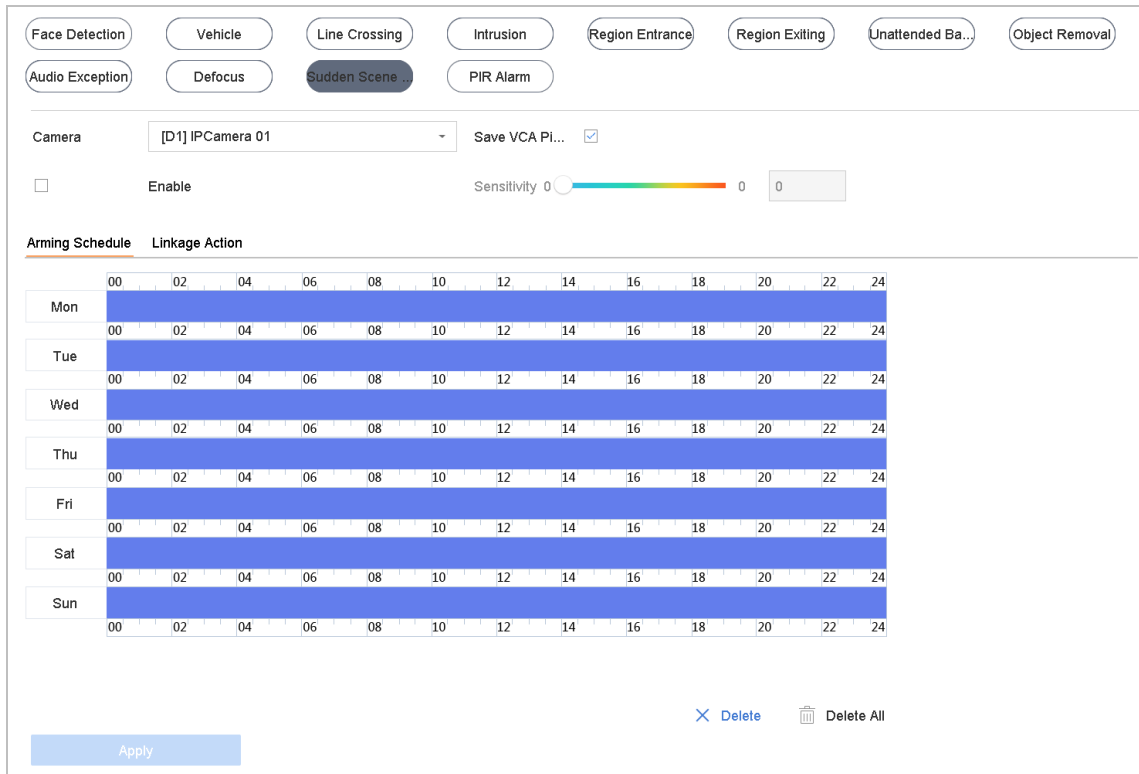 Face Detection Vehicle Line Crossing Intrusion Region Entrance Region Exiting Unattended Ba... Object Removal
Audio Exception Defocus Sudden Scene ... PIR Alarm
Camera [D1] IPCamera 01 Save VCA Pi...
Enable Sensitivity 0 0 0
Arming Schedule Linkage Action
00 02 04 06 08 10 12 14 16 18 20 22 24
Mon
00 02 04 06 08 10 12 14 16 18 20 22 24
Tue
00 02 04 06 08 10 12 14 16 18 20 22 24
Wed
00 02 04 06 08 10 12 14 16 18 20 22 24
Thu
00 02 04 06 08 10 12 14 16 18 20 22 24
Fri
00 02 04 06 08 10 12 14 16 18 20 22 24
Sat
00 02 04 06 08 10 12 14 16 18 20 22 24
Sun
00 02 04 06 08 10 12 14 16 18 20 22 24
Delete Delete All
Apply